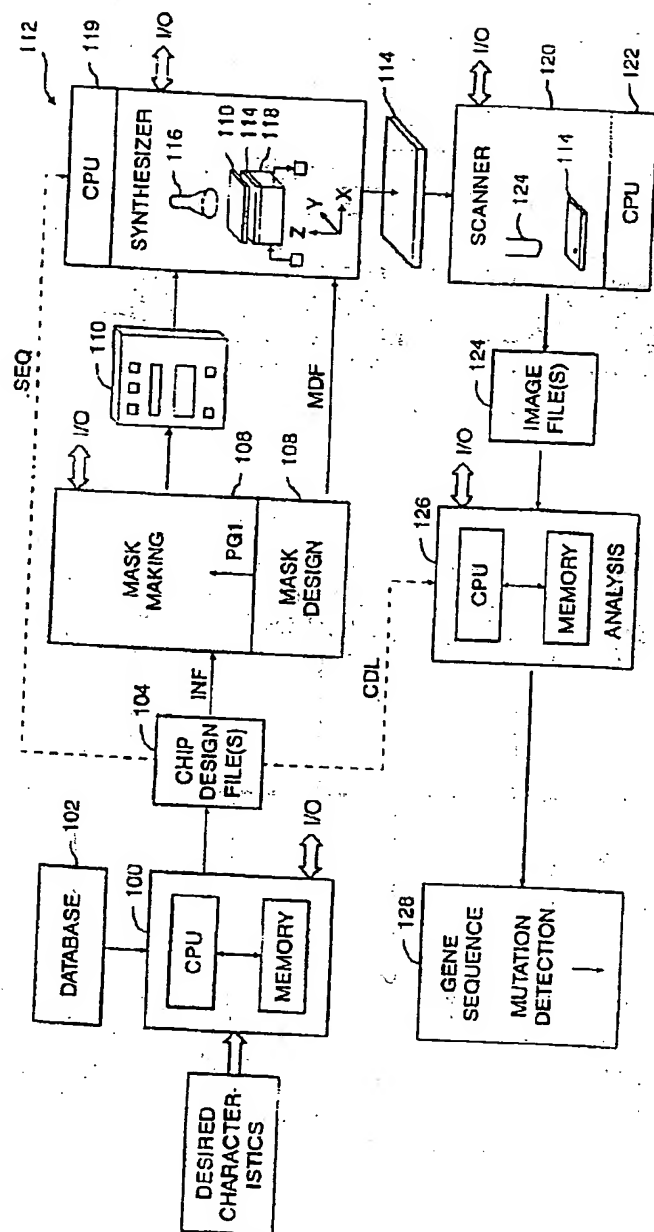 DESIRED
CHARACTER-
ISTICS
DATABASE
102
100
CPU
MEMORY
I/O
104
CHIP
DESIGN
FILE(S)
INF
SEQ
CDL
MASK
MAKING
PG1
MASK DESIGN
I/O
108
108
110
MDF
112
119
CPU
SYNTHESIZER
I/O
116
110
114
118
Z
Y
X
114
I/O
SCANNER
120
124
114
CPU
122
124
IMAGE
FILE(S)
126
I/O
CPU
MEMORY
ANALYSIS
128
GENE
SEQUENCE
MUTATION
DETECTION